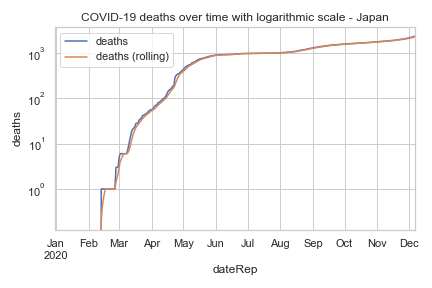 COVID-19 deaths over time with logarithmic scale - Japan
deaths
deaths (rolling)
10³
10²
10¹
10⁰
deaths
Jan Feb Mar Apr May Jun Jul Aug Sep Oct Nov Dec
2020
dateRep